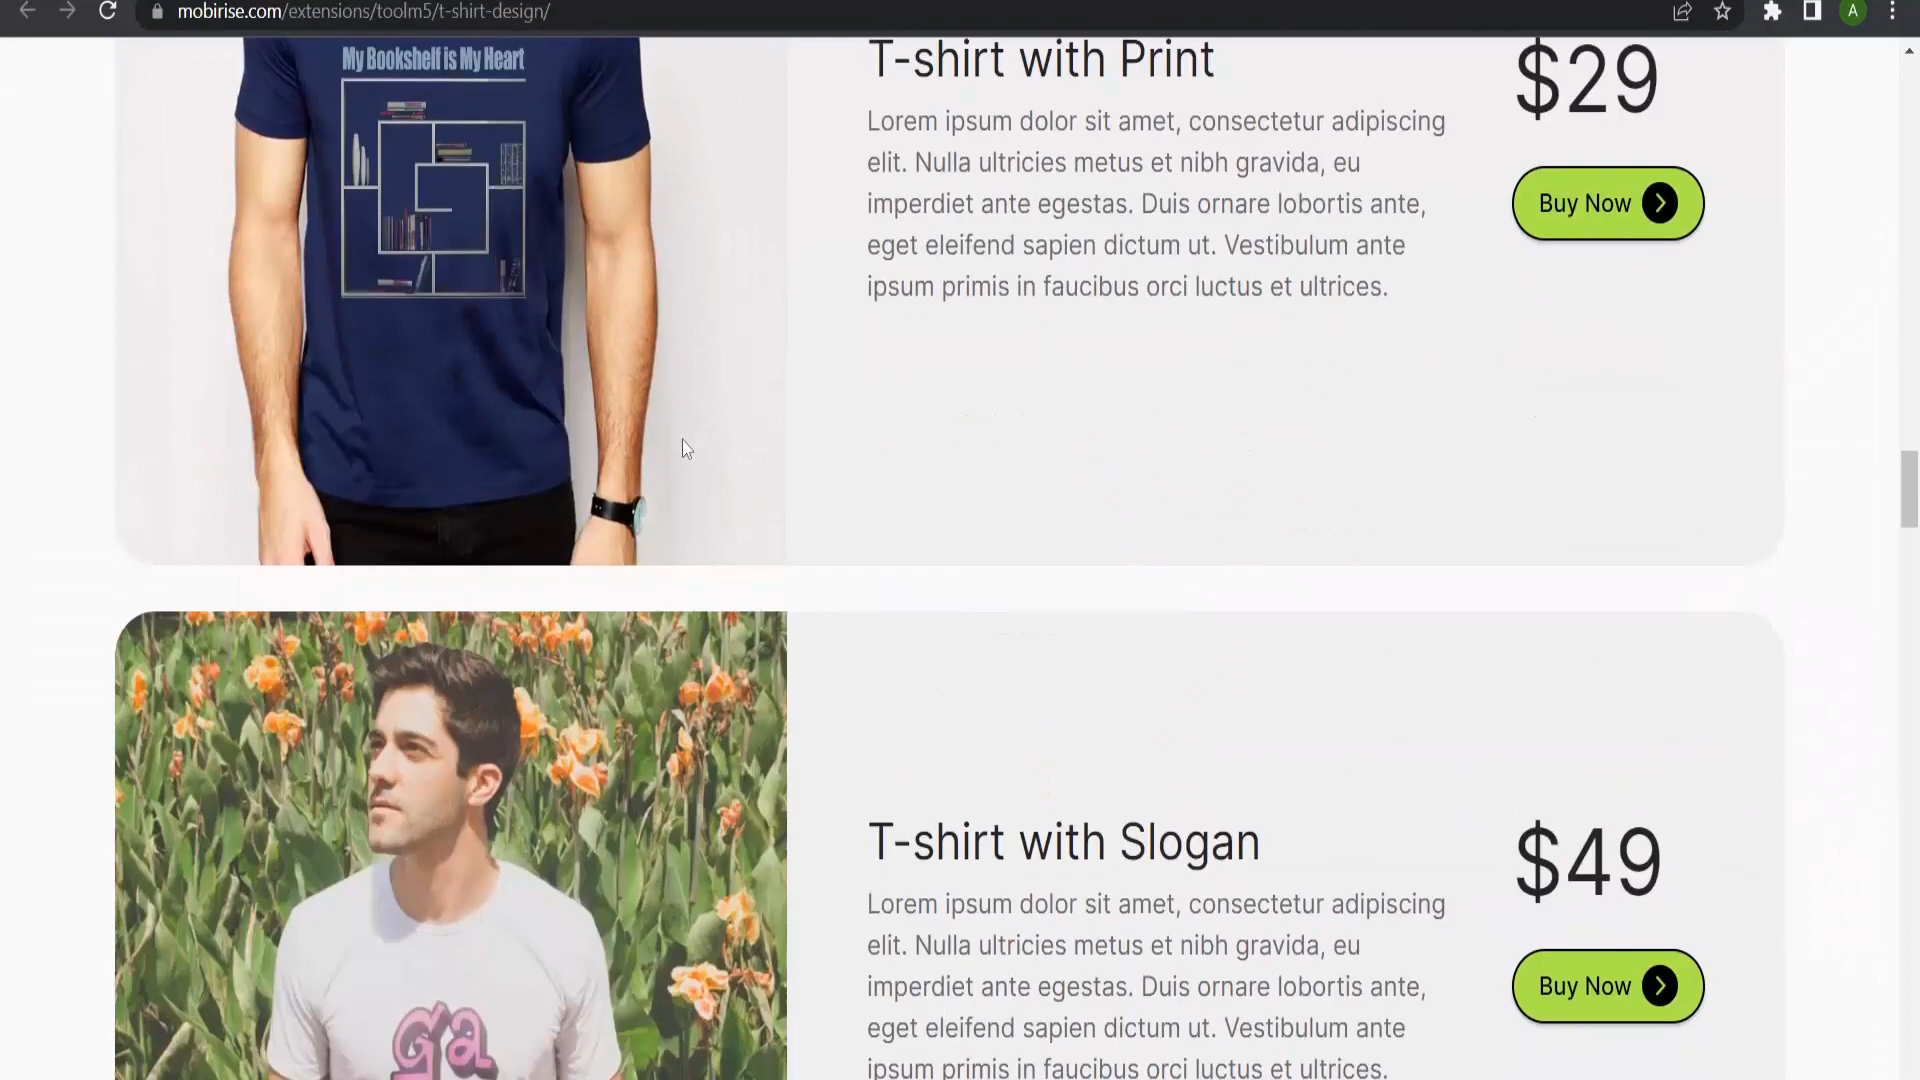 mobirise.com/extensions/toolm5/t-shirt-design/
A
My Bookshelf is My Heart
T-shirt with Print
$29
Lorem ipsum dolor sit amet, consectetur adipiscing
elit. Nulla ultricies metus et nibh gravida, eu
imperdiet ante egestas. Duis ornare lobortis ante,
eget eleifend sapien dictum ut. Vestibulum ante
ipsum primis in faucibus orci luctus et ultrices.
Buy Now
T-shirt with Slogan
$49
Lorem ipsum dolor sit amet, consectetur adipiscing
elit. Nulla ultricies metus et nibh gravida, eu
imperdiet ante egestas. Duis ornare lobortis ante,
eget eleifend sapien dictum ut. Vestibulum ante
ipsum primis in faucibus orci luctus et ultrices.
Buy Now
ga